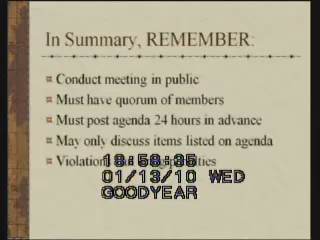 In Summary, REMEMBER:
Conduct meeting in public
Must have quorum of members
Must post agenda 24 hours in advance
May only discuss items listed on agenda
Violation
18:58:35
01/13/10 WED
GOODYEAR